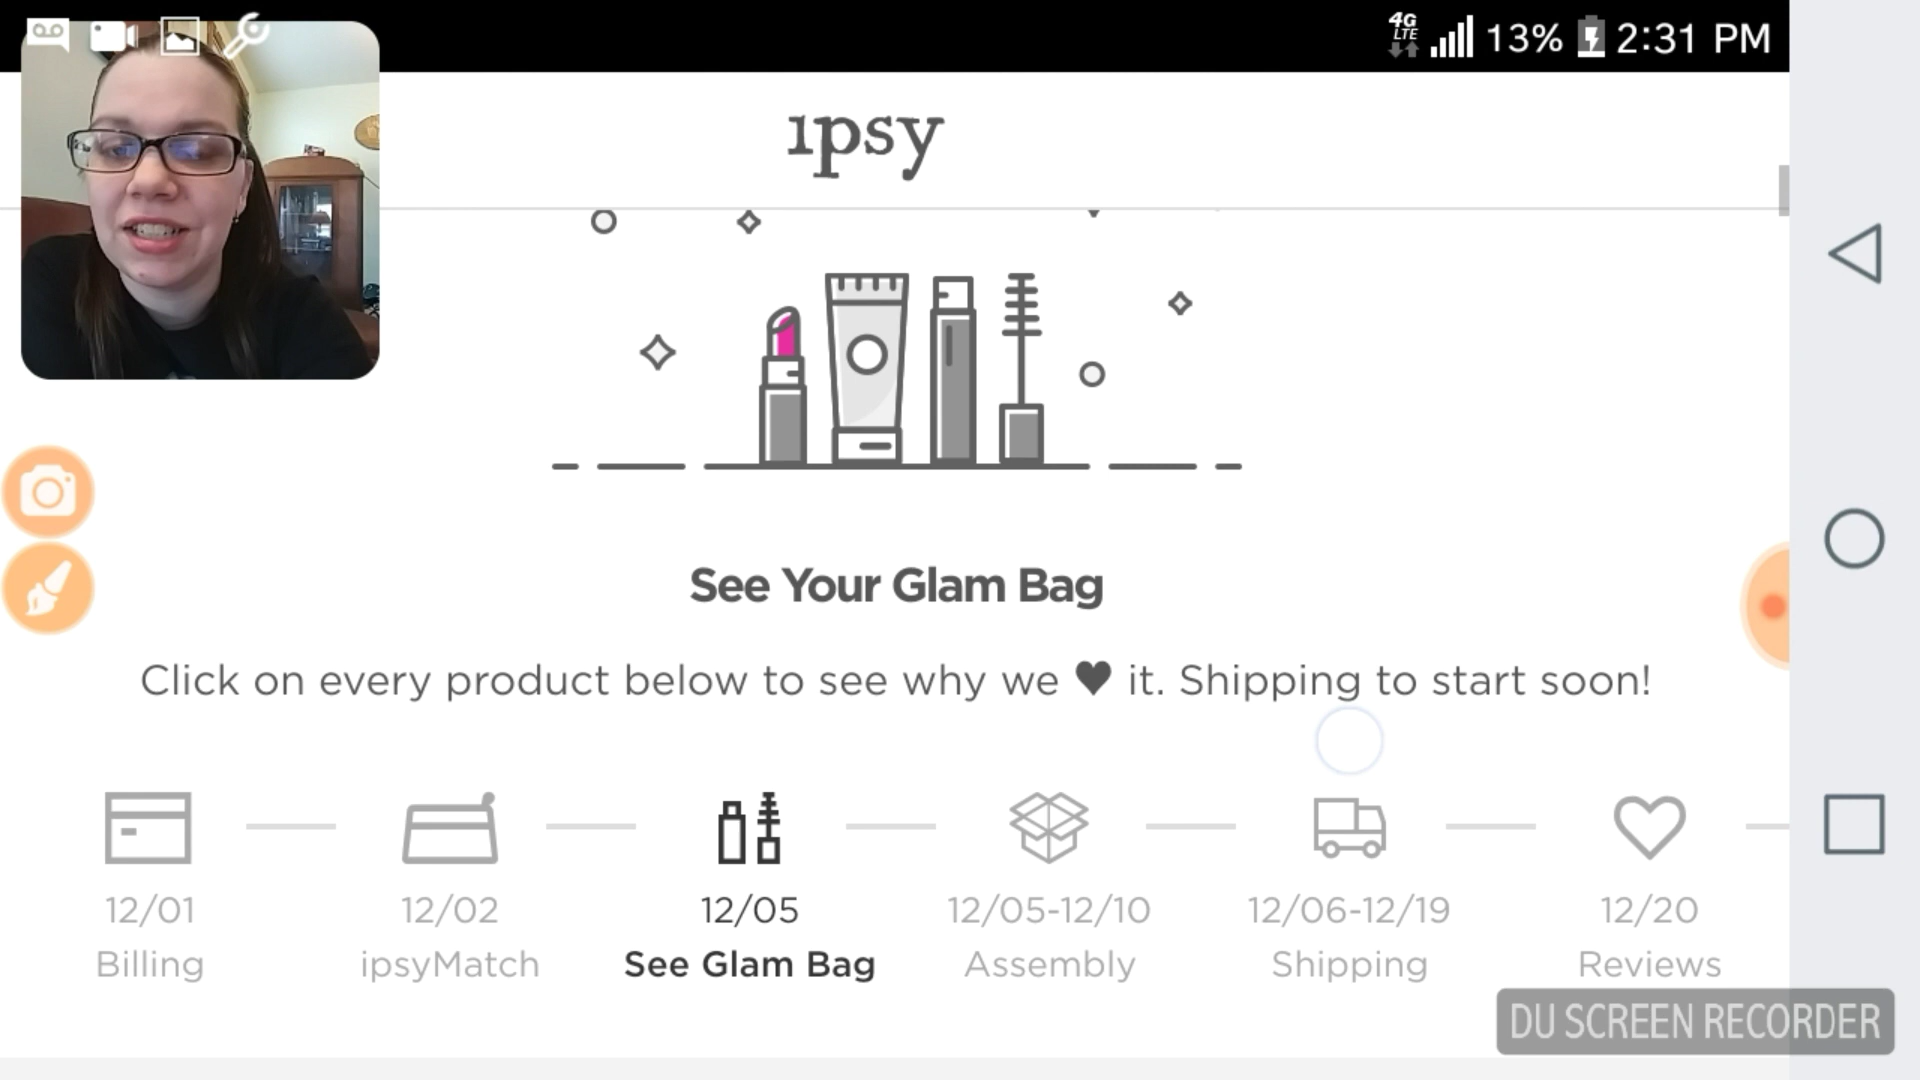 4G
LTE
13%
2:31 PM
ipsy
See Your Glam Bag
Click on every product below to see why we ♥ it. Shipping to start soon!
12/01
12/02
12/05
12/05-12/10
12/06-12/19
12/20
Billing
ipsyMatch
See Glam Bag
Assembly
Shipping
Reviews
DU SCREEN RECORDER